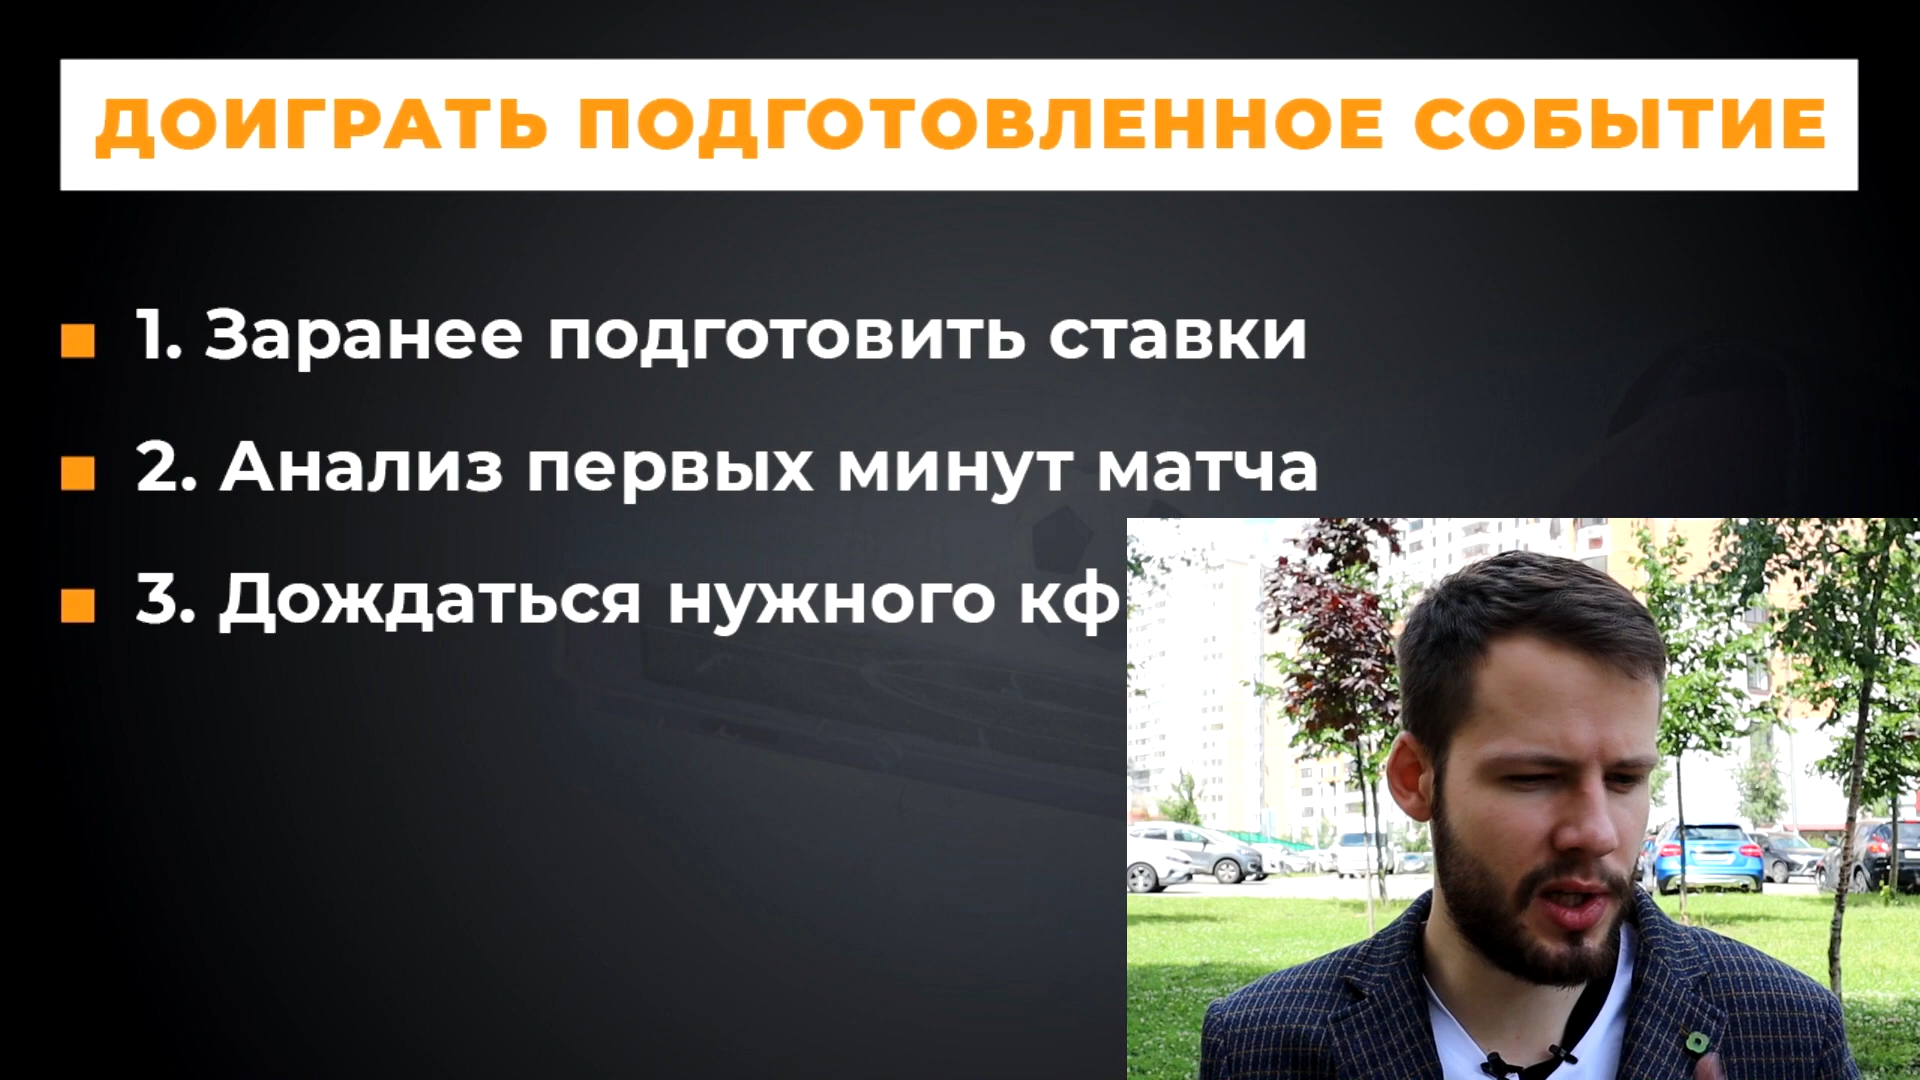 ДОИГРАТЬ ПОДГОТОВЛЕННОЕ СОБЫТИЕ
1. Заранее подготовить ставки
2. Анализ первых минут матча
3. Дождаться нужного кф